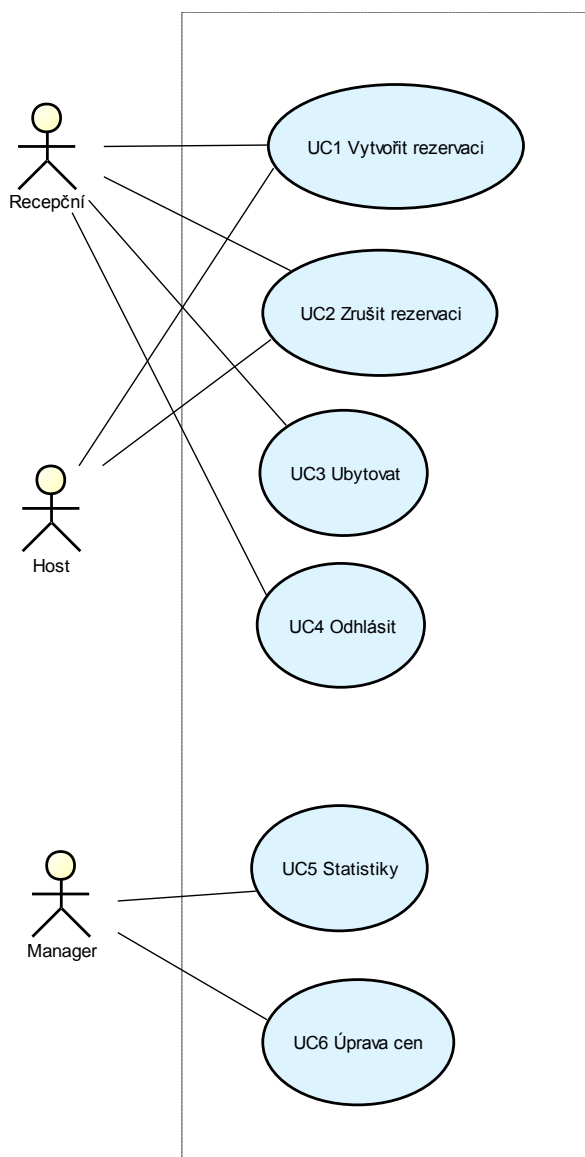 UC1 Vytvořit rezervaci
Recepční
UC2 Zrušit rezervaci
UC3 Ubytovat
Host
UC4 Odhlásit
UC5 Statistiky
Manager
UC6 Úprava cen